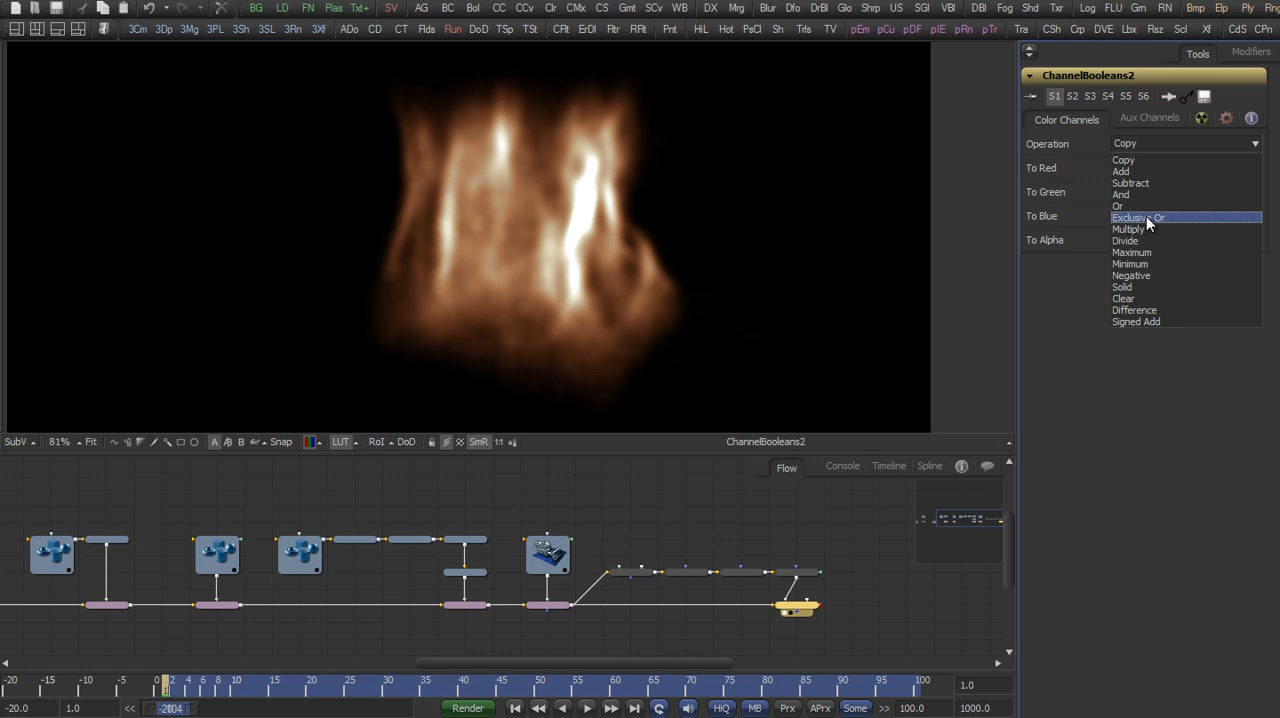 BG LD FN Plas Txt+ SV AG BC Bol CC CCv Clr CMx CS Gmt SCv WB DX Mrg Blur Dfo DrBl Glo Shrp US SGl VBl DBl Fog Shd Txr Log FLU Gm RN Bmp Elp Ply
3Cm 3Dp 3Mg 3PL 3Sh 3SL 3Rn 3Xf ADo CD CT Flds Run DoD TSp TSt CFlt ErDl Fltr RFlt Pnt HiL Hot Pscl Sh Trls TV pEm pCu pDF pIE pRn pTr Tra CSh Crp DVE Lbx Rsz Scl Xf CdS CPn
Tools Modifiers
ChannelBooleans2
S1 S2 S3 S4 S5 S6
Color Channels Aux Channels
Operation Copy
To Red
To Green
To Blue
To Alpha
Copy
Add
Subtract
And
Or
Exclusive Or
Multiply
Divide
Maximum
Minimum
Negative
Solid
Clear
Difference
Signed Add
SubV 81% Fit A B Snap LUT RoI DoD SmR 1:1 ChannelBooleans2
Flow Console Timeline Spline
-20 -15 -10 -5 0 2 4 6 8 10 15 20 25 30 35 40 45 50 55 60 65 70 75 80 85 90 95 100 1.0
1
-20.0 1.0 << Render HiQ MB Prx APrx Some >> 100.0 1000.0